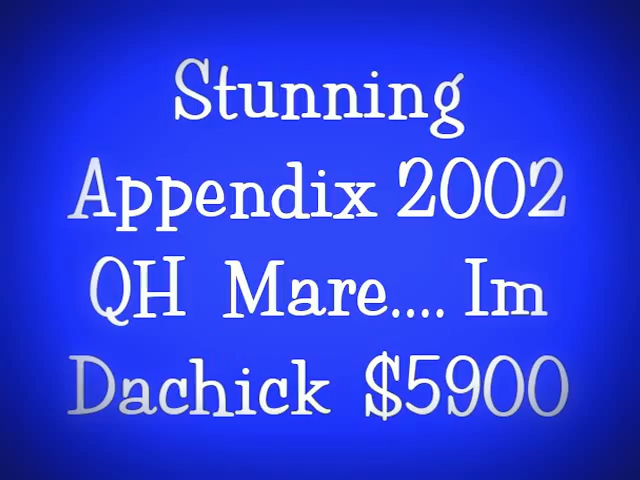 Stunning
Appendix 2002
QH Mare.... Im
Dachick $5900